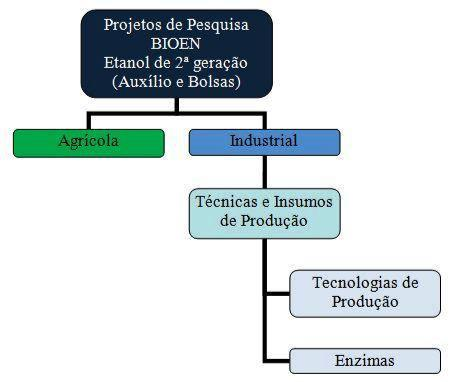 Projetos de Pesquisa
BIOEN
Etanol de 2ª geração
(Auxílio e Bolsas)
Agrícola
Industrial
Técnicas e Insumos
de Produção
Tecnologias de
Produção
Enzimas